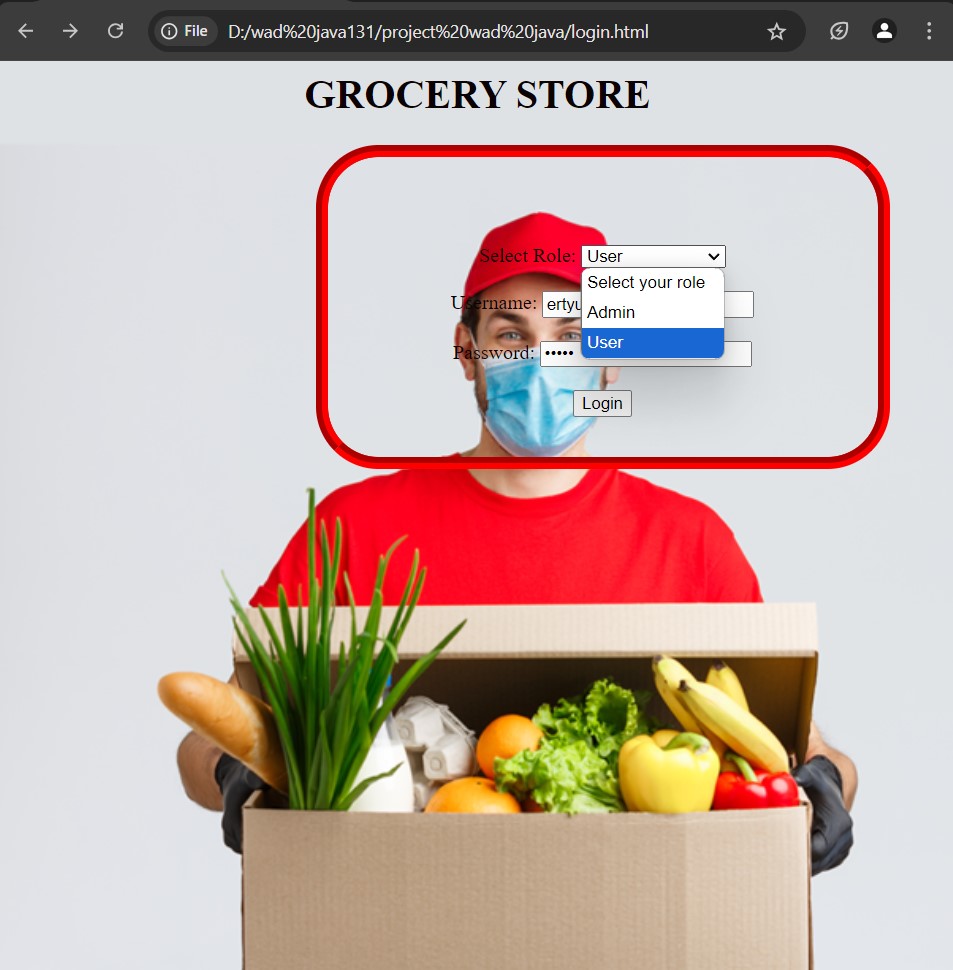 File D:/wad%20java131/project%20wad%20java/login.html
GROCERY STORE
Select Role: User
Select your role
Admin
User
Username: ertyu
Password: •••••
Login